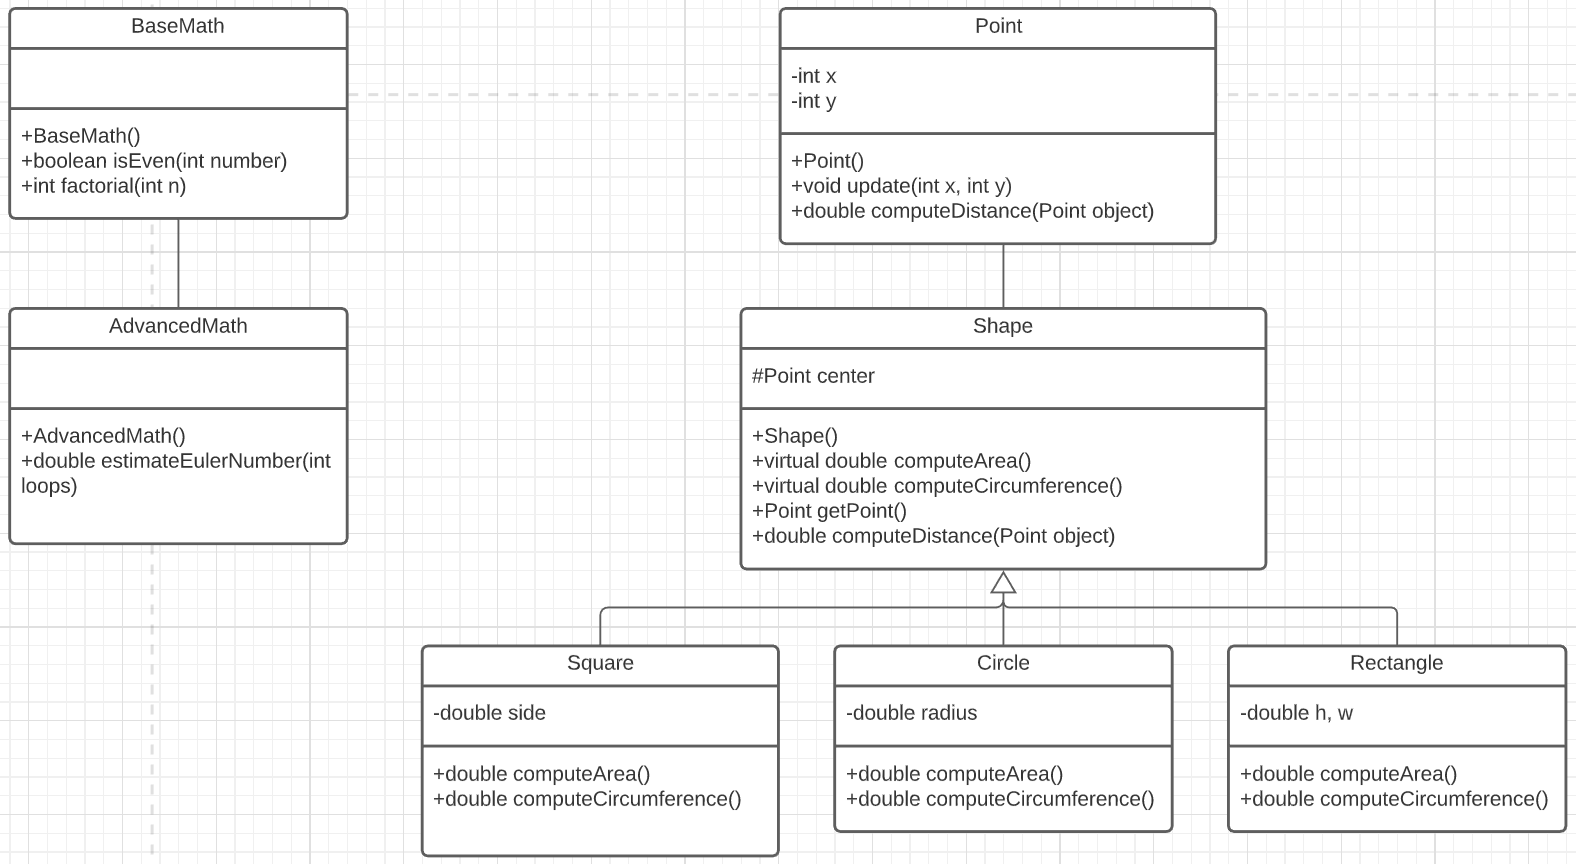 BaseMath
+BaseMath()
+boolean isEven(int number)
+int factorial(int n)
Point
-int x
-int y
+Point()
+void update(int x, int y)
+double computeDistance(Point object)
AdvancedMath
+AdvancedMath()
+double estimateEulerNumber(int
loops)
Shape
#Point center
+Shape()
+virtual double computeArea()
+virtual double computeCircumference()
+Point getPoint()
+double computeDistance(Point object)
Square
-double side
+double computeArea()
+double computeCircumference()
Circle
-double radius
+double computeArea()
+double computeCircumference()
Rectangle
-double h, w
+double computeArea()
+double computeCircumference()